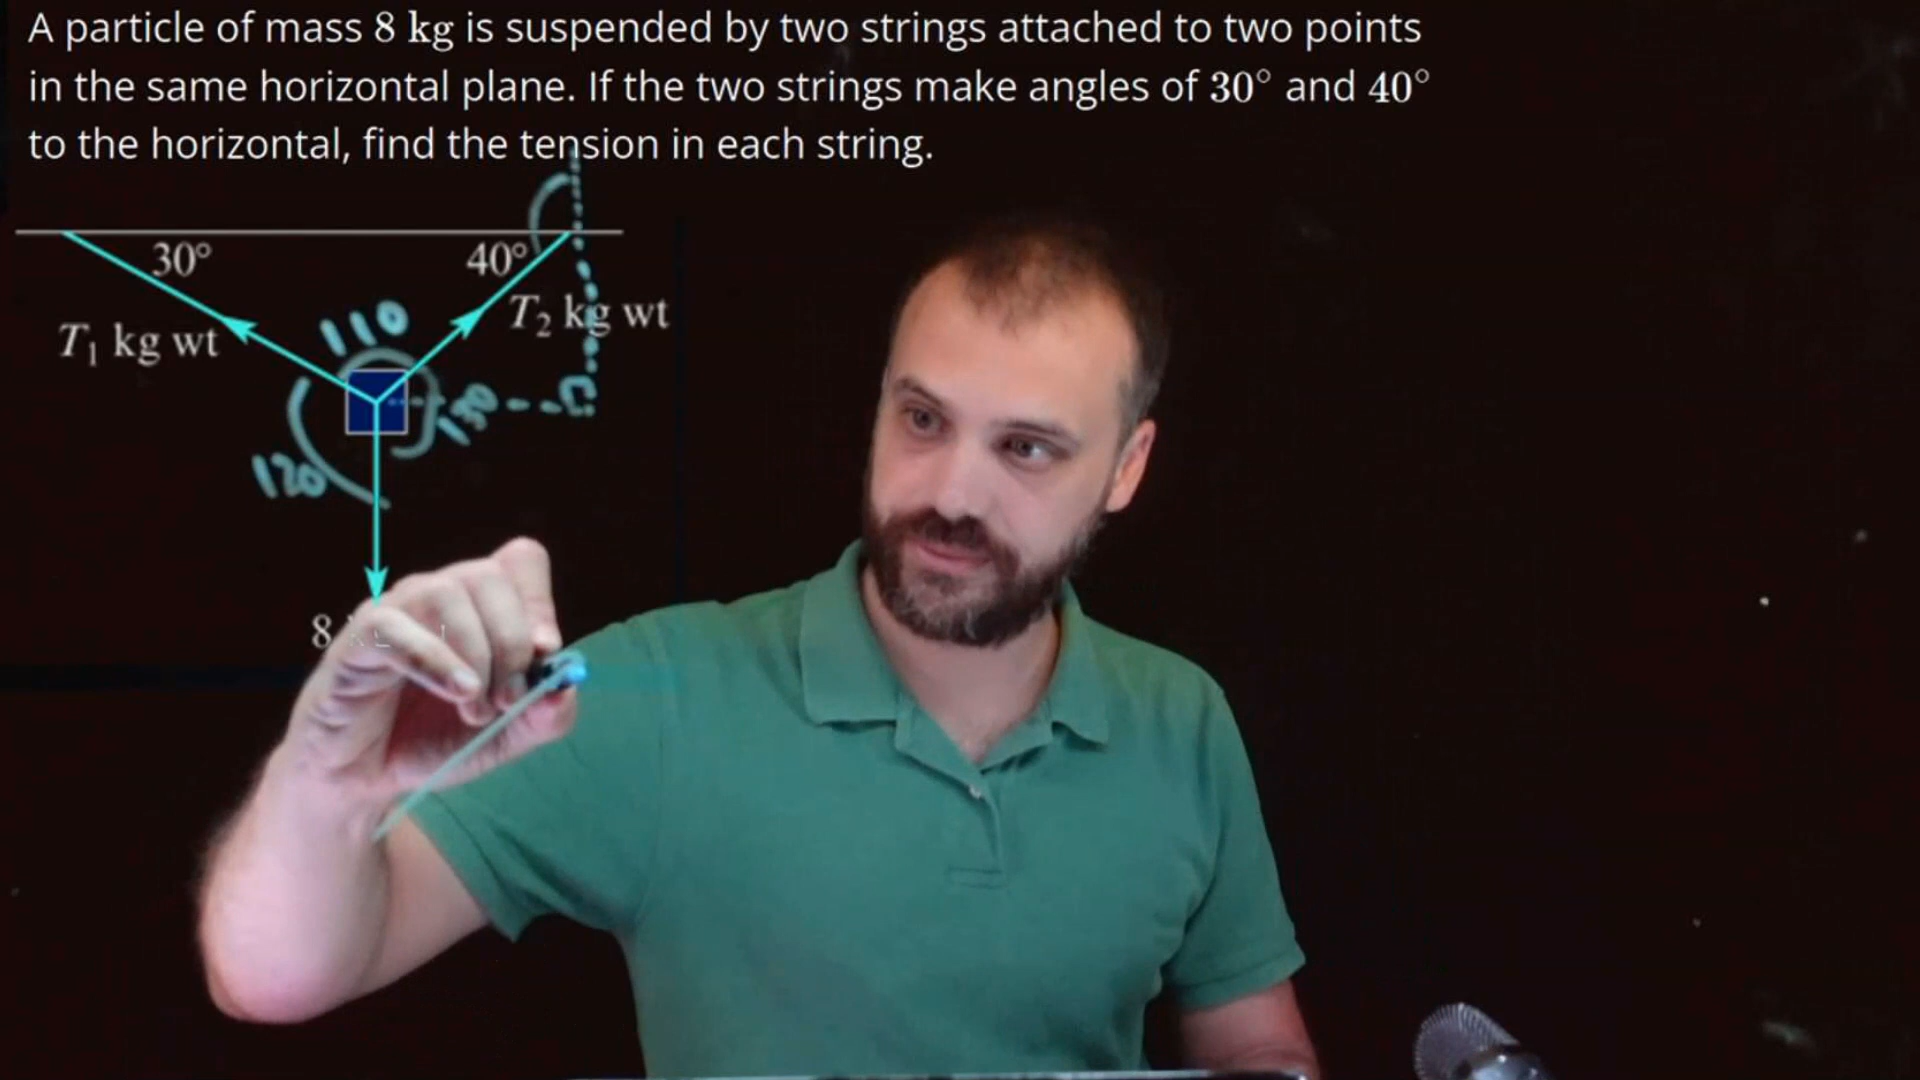 A particle of mass 8 kg is suspended by two strings attached to two points
in the same horizontal plane. If the two strings make angles of 30° and 40°
to the horizontal, find the tension in each string.
30°
40°
T₁ kg wt
T₂ kg wt
110
130
120
8